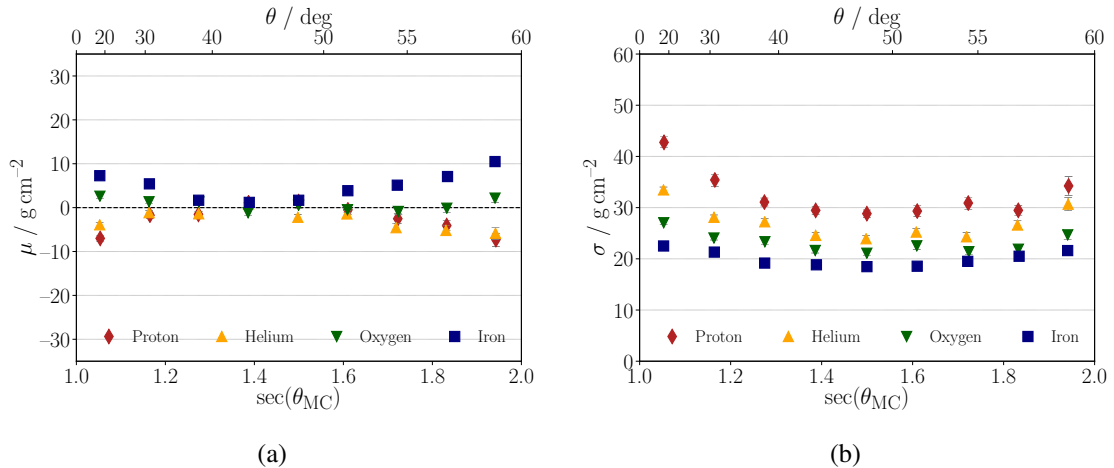 θ / deg
0 20 30 40 50 55 60
μ / g cm⁻²
30
20
10
0
−10
−20
−30
Proton Helium Oxygen Iron
1.0 1.2 1.4 1.6 1.8 2.0
sec(θMC)
(a)
θ / deg
0 20 30 40 50 55 60
σ / g cm⁻²
60
50
40
30
20
10
0
Proton Helium Oxygen Iron
1.0 1.2 1.4 1.6 1.8 2.0
sec(θMC)
(b)